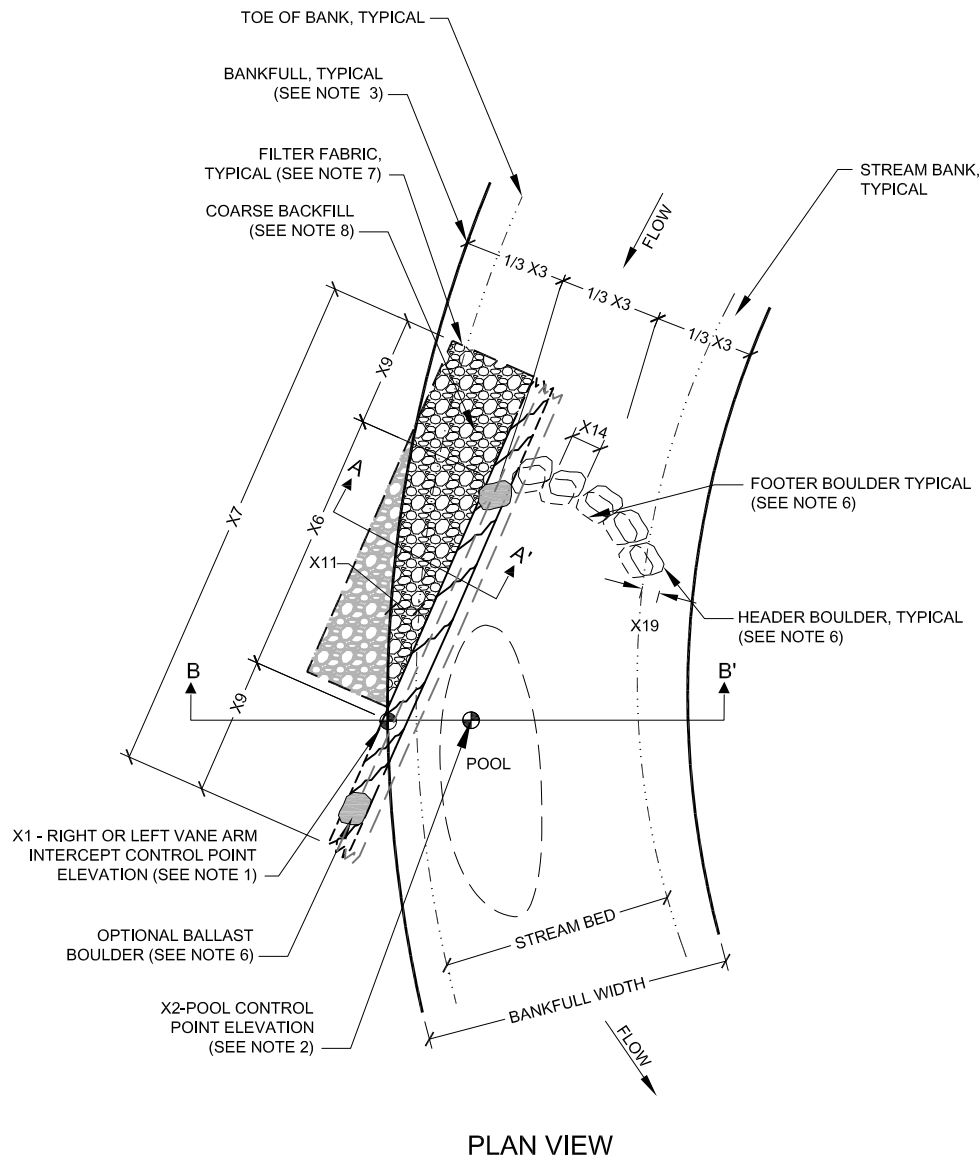 TOE OF BANK, TYPICAL
BANKFULL, TYPICAL
(SEE NOTE 3)
FILTER FABRIC,
TYPICAL (SEE NOTE 7)
COARSE BACKFILL
(SEE NOTE 8)
STREAM BANK,
TYPICAL
FLOW
1/3 X3
1/3 X3
1/3 X3
X9
X14
A
X7
X6
FOOTER BOULDER TYPICAL
(SEE NOTE 6)
X11
A'
HEADER BOULDER, TYPICAL
(SEE NOTE 6)
X19
B
B'
X9
POOL
X1 - RIGHT OR LEFT VANE ARM
INTERCEPT CONTROL POINT
ELEVATION (SEE NOTE 1)
OPTIONAL BALLAST
BOULDER (SEE NOTE 6)
STREAM BED
BANKFULL WIDTH
X2-POOL CONTROL
POINT ELEVATION
(SEE NOTE 2)
FLOW
PLAN VIEW